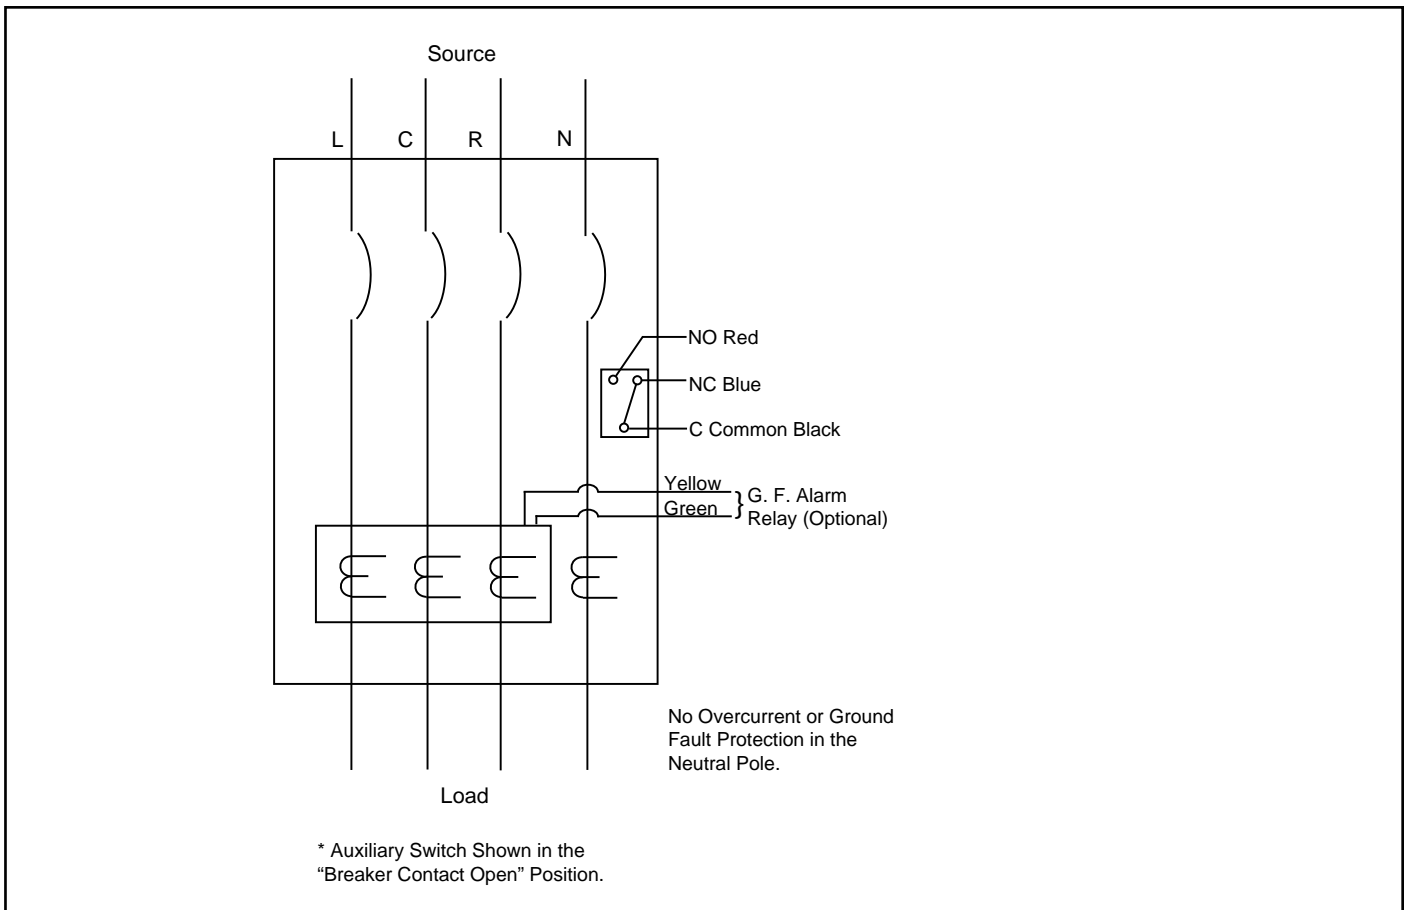 Source
L C R N
NO Red
NC Blue
C Common Black
Yellow
Green
G. F. Alarm
Relay (Optional)
No Overcurrent or Ground
Fault Protection in the
Neutral Pole.
Load
* Auxiliary Switch Shown in the
“Breaker Contact Open” Position.